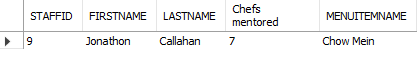 STAFFID FIRSTNAME LASTNAME Chefs mentored MENUITEMNAME
9 Jonathon Callahan 7 Chow Mein